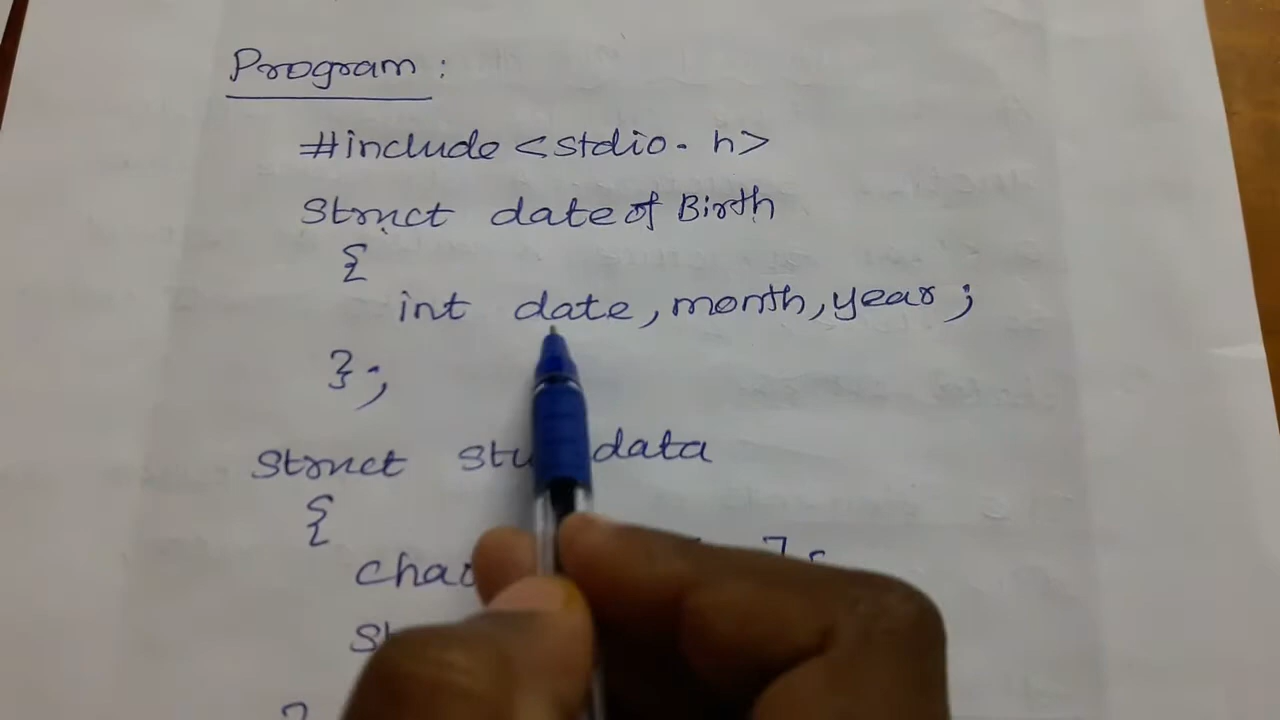 Program :
#include <stdio.h>
Struct date of Birth
{
int date, month, year;
};
Struct data
{
}